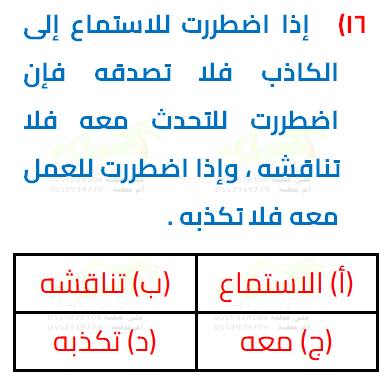 ١٦) إذا اضطررت للاستماع إلى
الكاذب فلا تصدقه فإن
اضطررت للتحدث معه فلا
تناقشه ، وإذا اضطررت للعمل
معه فلا تكذبه .
(أ) الاستماع (ب) تناقشه
(ج) معه (د) تكذبه